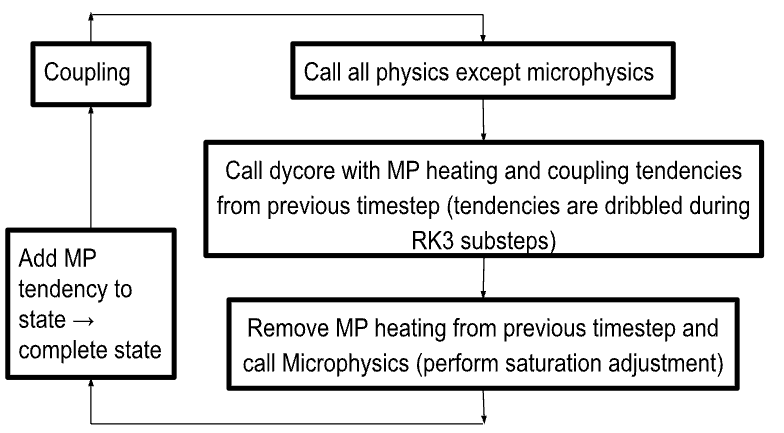 Coupling
Call all physics except microphysics
Call dycore with MP heating and coupling tendencies
from previous timestep (tendencies are dribbled during
RK3 substeps)
Add MP
tendency to
state →
complete state
Remove MP heating from previous timestep and
call Microphysics (perform saturation adjustment)